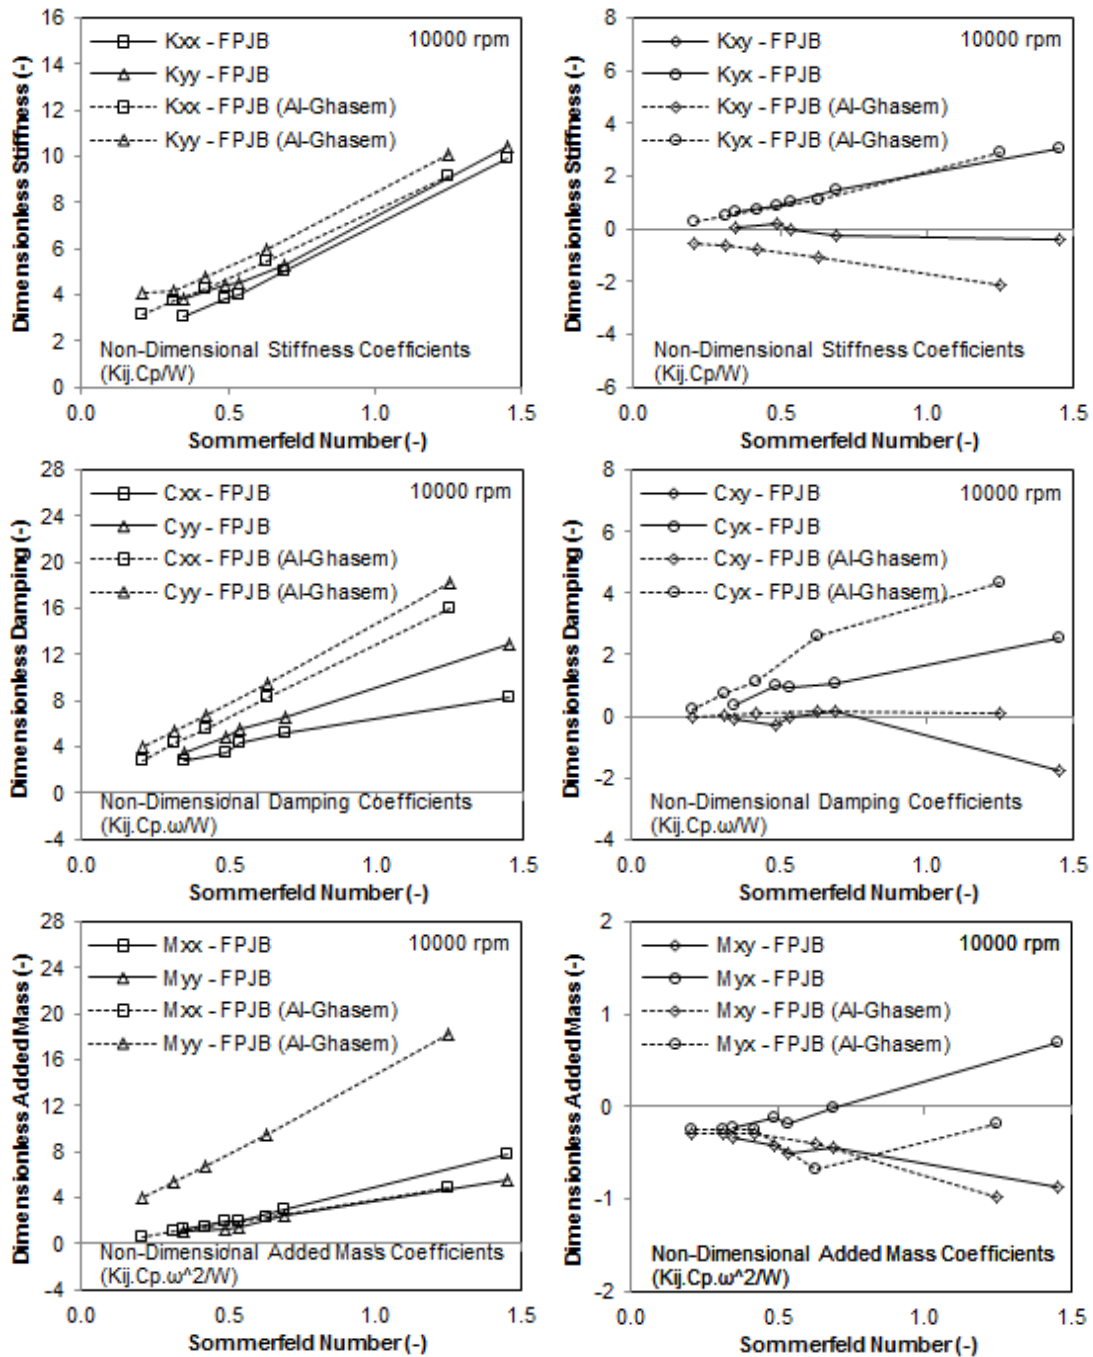 16
14
12
10
8
6
4
2
0
Dimensionless Stiffness (-)
Kxx - FPJB
10000 rpm
Kyy - FPJB
Kxx - FPJB (Al-Ghasem)
Kyy - FPJB (Al-Ghasem)
Non-Dimensional Stiffness Coefficients
(Kij.Cp/W)
0.0 0.5 1.0 1.5
Sommerfeld Number (-)
8
6
4
2
0
-2
-4
-6
Dimensionless Stiffness (-)
Kxy - FPJB
10000 rpm
Kyx - FPJB
Kxy - FPJB (Al-Ghasem)
Kyx - FPJB (Al-Ghasem)
Non-Dimensional Stiffness Coefficients
(Kij.Cp/W)
0.0 0.5 1.0 1.5
Sommerfeld Number (-)
28
24
20
16
12
8
4
0
-4
Dimensionless Damping (-)
Cxx - FPJB
10000 rpm
Cyy - FPJB
Cxx - FPJB (Al-Ghasem)
Cyy - FPJB (Al-Ghasem)
Non-Dimensional Damping Coefficients
(Kij.Cp.ω/W)
0.0 0.5 1.0 1.5
Sommerfeld Number (-)
8
6
4
2
0
-2
-4
Dimensionless Damping (-)
Cxy - FPJB
10000 rpm
Cyx - FPJB
Cxy - FPJB (Al-Ghasem)
Cyx - FPJB (Al-Ghasem)
Non-Dimensional Damping Coefficients
(Kij.Cp.ω/W)
0.0 0.5 1.0 1.5
Sommerfeld Number (-)
28
24
20
16
12
8
4
0
-4
Dimensionless Added Mass (-)
Mxx - FPJB
10000 rpm
Myy - FPJB
Mxx - FPJB (Al-Ghasem)
Myy - FPJB (Al-Ghasem)
Non-Dimensional Added Mass Coefficients
(Kij.Cp.ω^2/W)
0.0 0.5 1.0 1.5
Sommerfeld Number (-)
2
1
0
-1
-2
Dimensionless Added Mass (-)
Mxy - FPJB
10000 rpm
Myx - FPJB
Mxy - FPJB (Al-Ghasem)
Myx - FPJB (Al-Ghasem)
Non-Dimensional Added Mass Coefficients
(Kij.Cp.ω^2/W)
0.0 0.5 1.0 1.5
Sommerfeld Number (-)